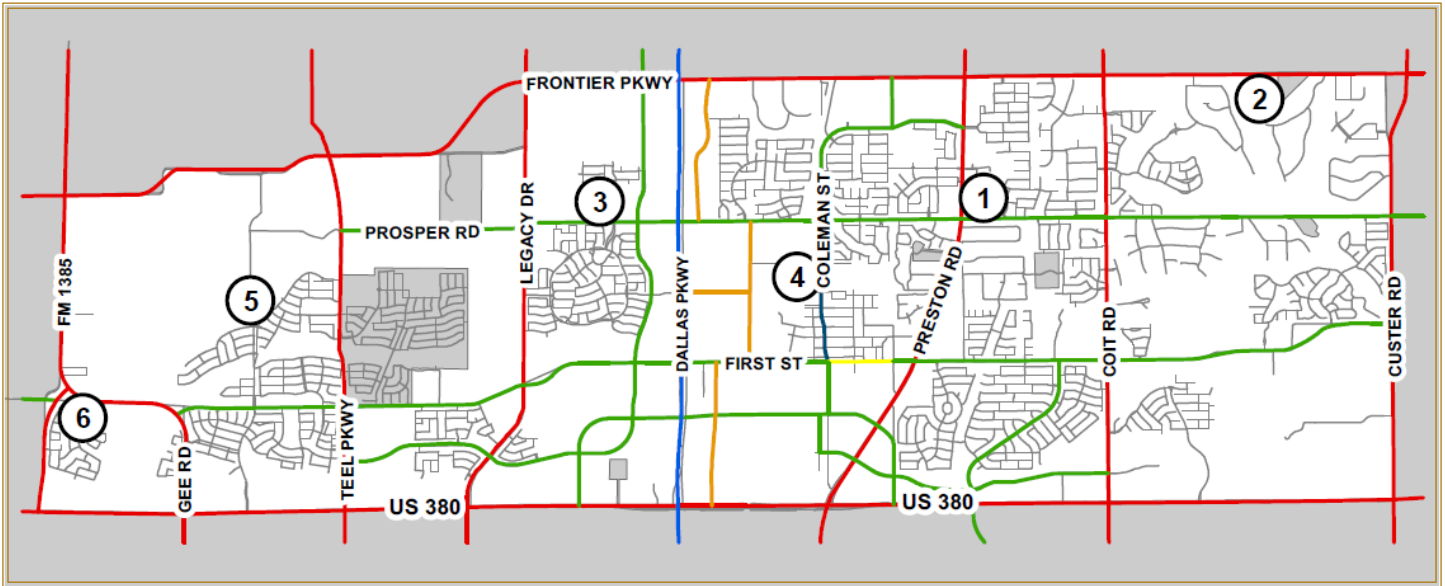 FRONTIER PKWY
2
1
3
LEGACY DR
COLEMAN ST
PROSPER RD
4
5
FM 1385
DALLAS PKWY
PRESTON RD
CUSTER RD
COIT RD
FIRST ST
6
TEEL PKWY
GEE RD
US 380
US 380